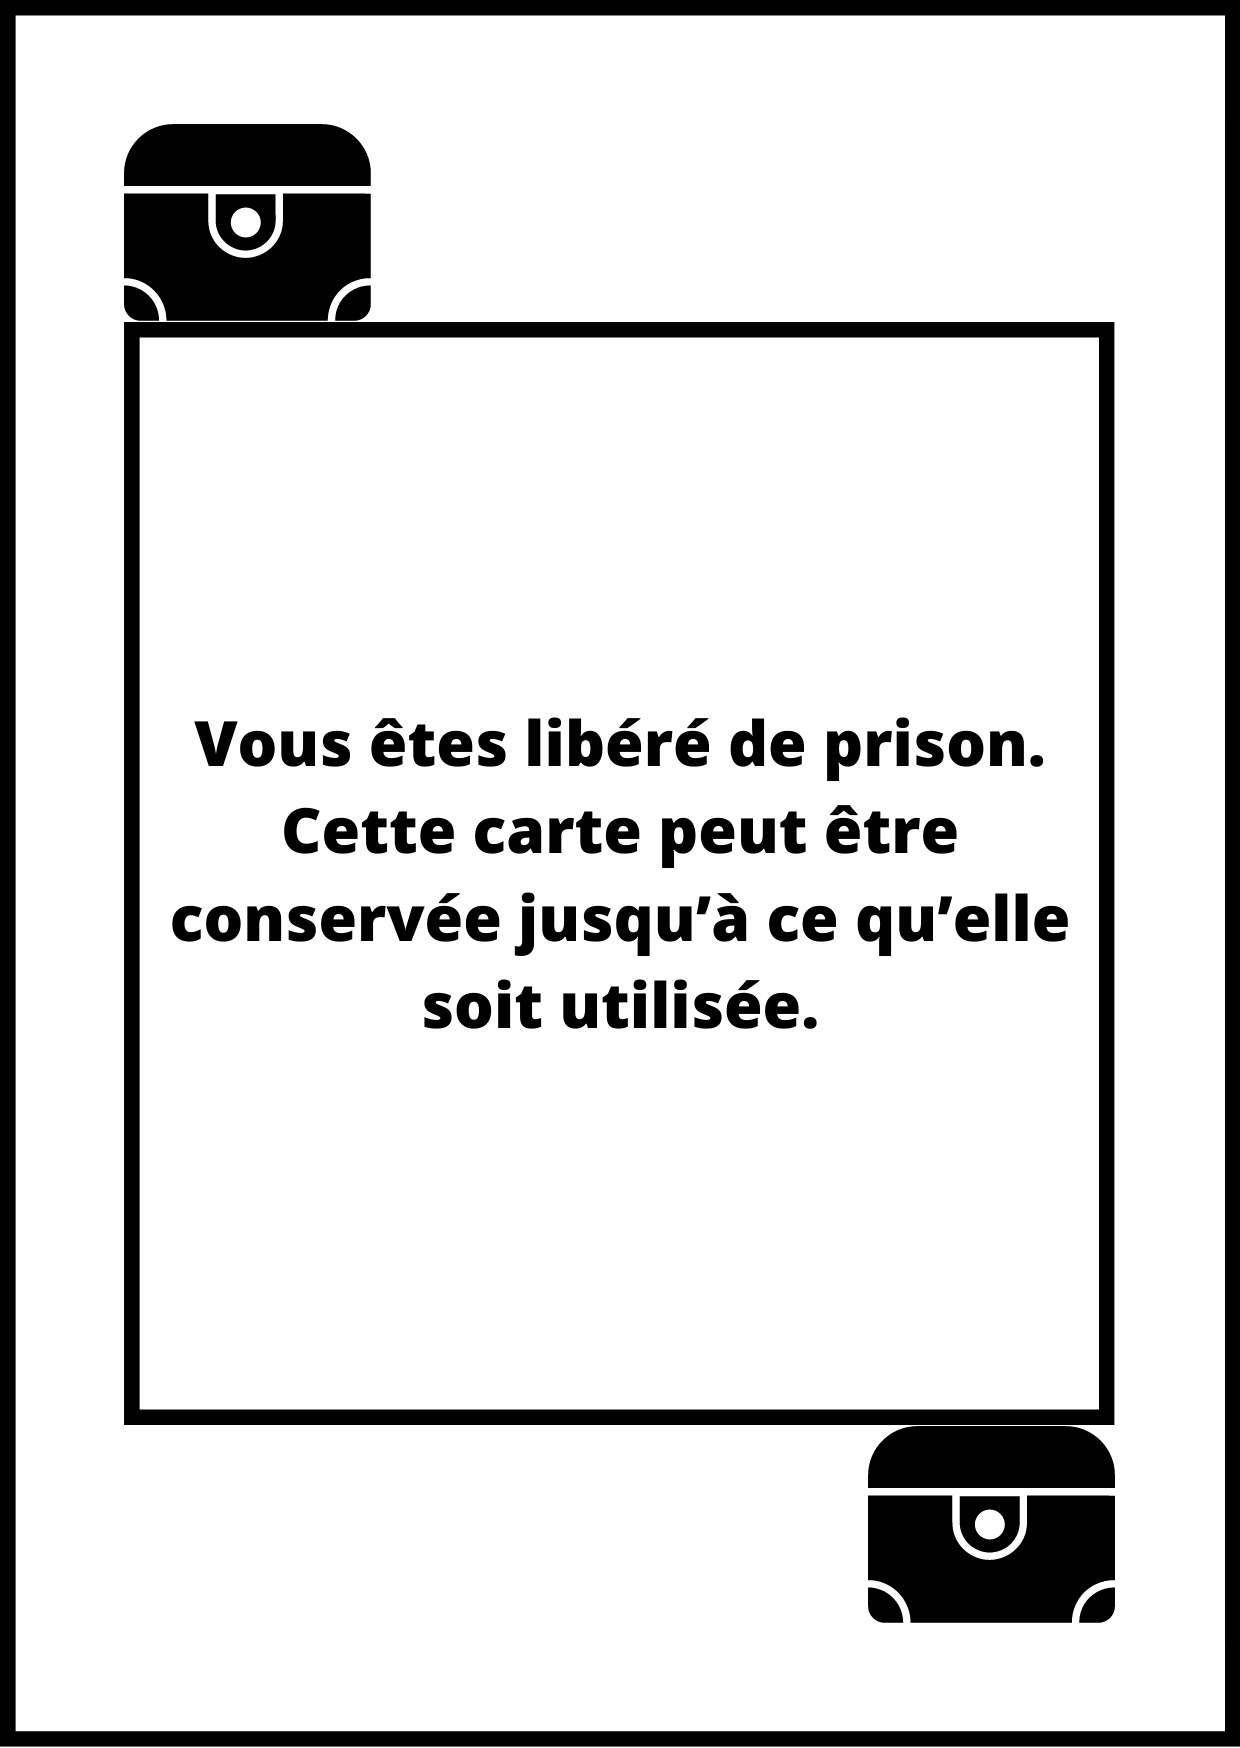 Vous êtes libéré de prison.
Cette carte peut être
conservée jusqu’à ce qu’elle
soit utilisée.